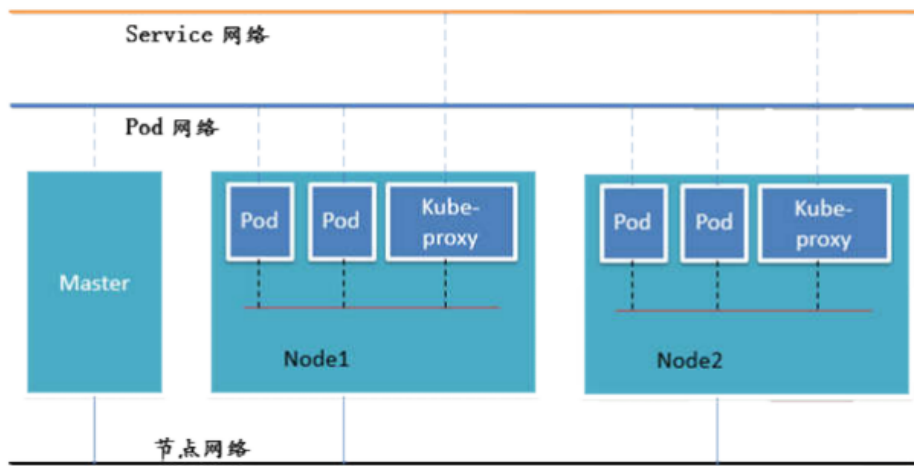 Service 网络
Pod 网络
Pod
Pod
Kube-
proxy
Pod
Pod
Kube-
proxy
Master
Node1
Node2
节点网络